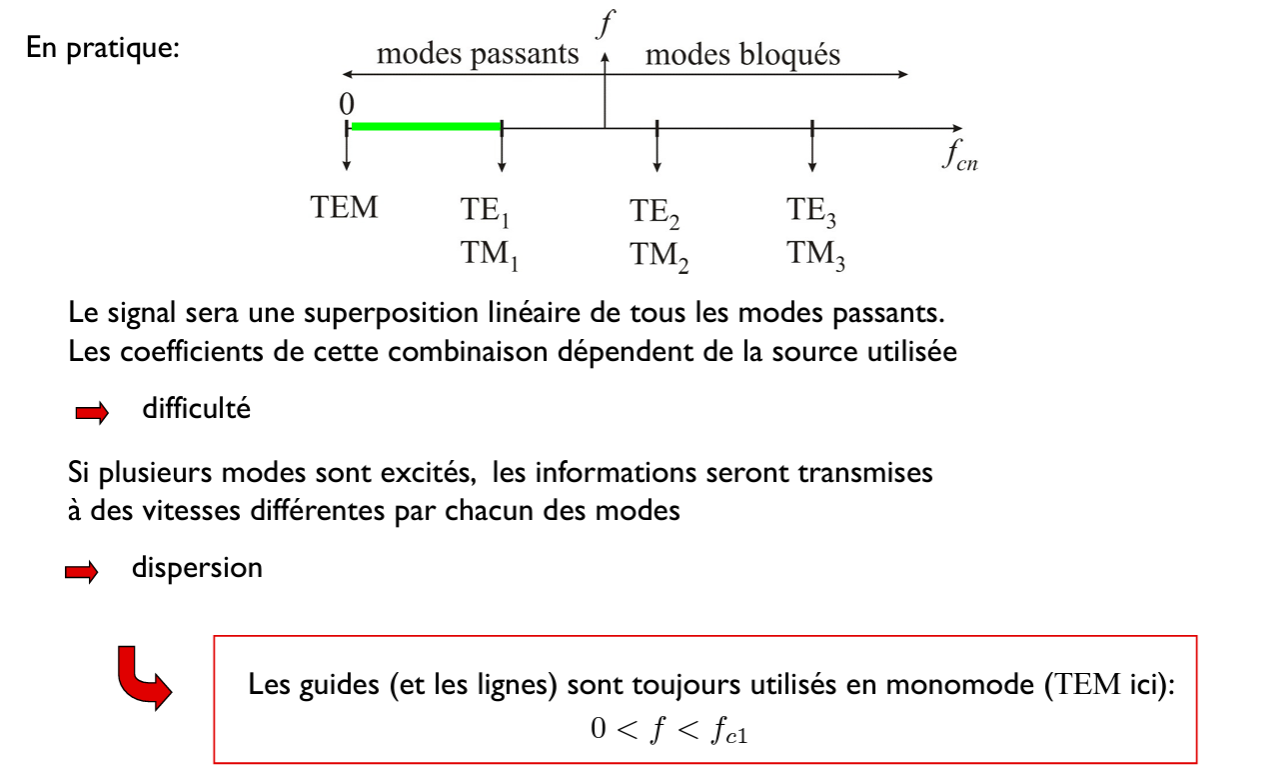 En pratique:
f
modes passants modes bloqués
0
f_{cn}
TEM TE_1 TE_2 TE_3
TM_1 TM_2 TM_3
Le signal sera une superposition linéaire de tous les modes passants.
Les coefficients de cette combinaison dépendent de la source utilisée
difficulté
Si plusieurs modes sont excités, les informations seront transmises
à des vitesses différentes par chacun des modes
dispersion
Les guides (et les lignes) sont toujours utilisés en monomode (TEM ici):
0 < f < f_{c1}